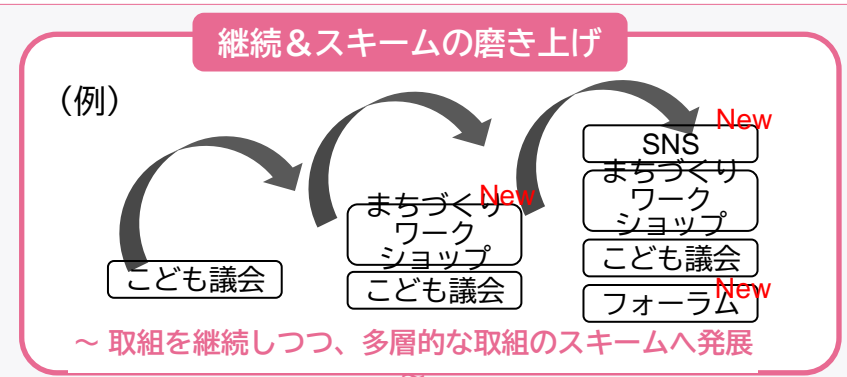 継続＆スキームの磨き上げ
（例）
こども議会
New
まちづくり
ワーク
ショップ
こども議会
New
SNS
まちづくり
ワーク
ショップ
こども議会
New
フォーラム
～ 取組を継続しつつ、多層的な取組のスキームへ発展
～